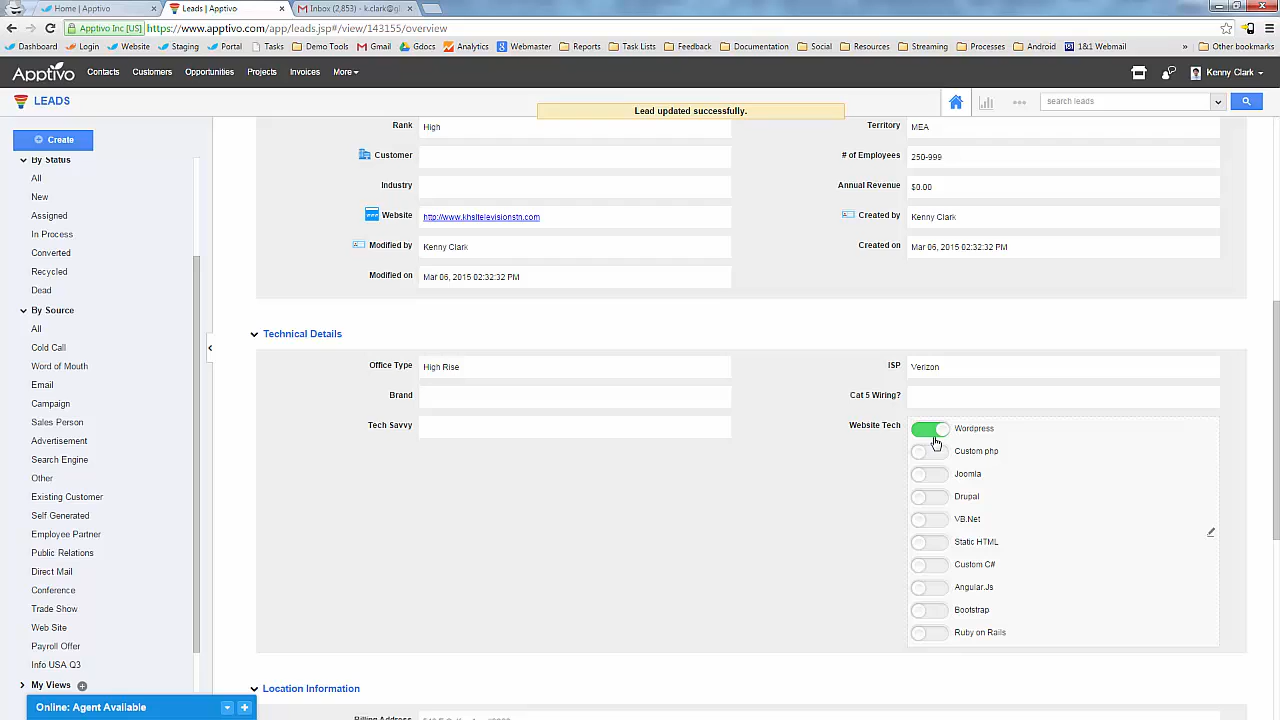 Home | Apptivo
Leads | Apptivo
Inbox (2,853) - k.clark@gl
Apptivo Inc [US] https://www.apptivo.com/app/leads.jsp#/view/143155/overview
Dashboard Login Website Staging Portal Tasks Demo Tools Gmail Gdocs Analytics Webmaster Reports Task Lists Feedback Documentation Social Resources Streaming Processes Android 1&1 Webmail » Other bookmarks
Apptivo Contacts Customers Opportunities Projects Invoices More Kenny Clark
LEADS
Lead updated successfully.
search leads
Create
By Status
All
New
Assigned
In Process
Converted
Recycled
Dead
By Source
All
Cold Call
Word of Mouth
Email
Campaign
Sales Person
Advertisement
Search Engine
Other
Existing Customer
Self Generated
Employee Partner
Public Relations
Direct Mail
Conference
Trade Show
Web Site
Payroll Offer
Info USA Q3
My Views
Online: Agent Available
Rank High
Territory MEA
Customer
# of Employees 250-999
Industry
Annual Revenue $0.00
Website http://www.khsitelevisionstn.com
Created by Kenny Clark
Modified by Kenny Clark
Created on Mar 06, 2015 02:32:32 PM
Modified on Mar 06, 2015 02:32:32 PM
Technical Details
Office Type High Rise
ISP Verizon
Brand
Cat 5 Wiring?
Tech Savvy
Website Tech Wordpress
Custom php
Joomla
Drupal
VB.Net
Static HTML
Custom C#
Angular.Js
Bootstrap
Ruby on Rails
Location Information
Billing Address